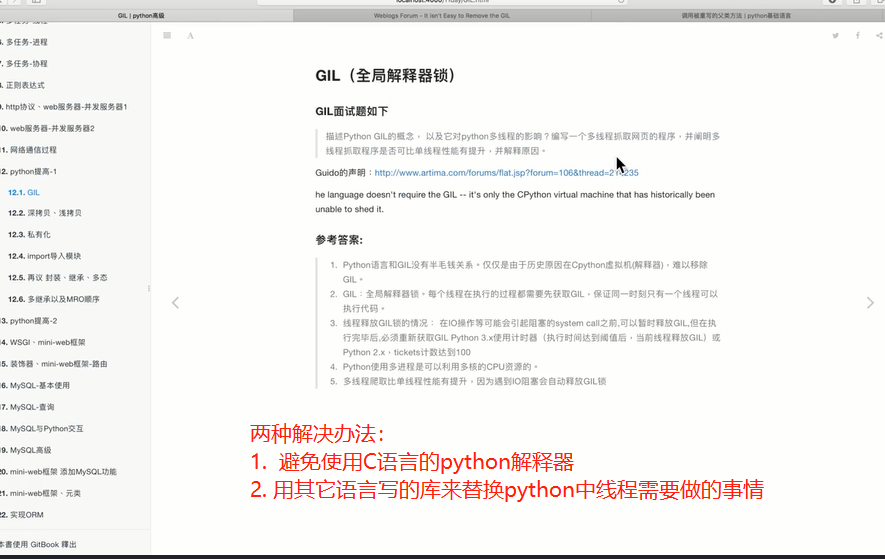 GIL | python高级
Weblogs Forum - It isn't Easy to Remove the GIL
调用被重写的父类方法 | python基础语言
6. 多任务-进程
7. 多任务-协程
8. 正则表达式
9. http协议、web服务器-并发服务器1
10. web服务器-并发服务器2
11. 网络通信过程
12. python提高-1
12.1. GIL
12.2. 深拷贝、浅拷贝
12.3. 私有化
12.4. import导入模块
12.5. 再议 封装、继承、多态
12.6. 多继承以及MRO顺序
13. python提高-2
14. WSGI、mini-web框架
15. 装饰器、mini-web框架-路由
16. MySQL-基本使用
17. MySQL-查询
18. MySQL与Python交互
19. MySQL高级
20. mini-web框架 添加MySQL功能
21. mini-web框架、元类
22. 实现ORM
本書使用 GitBook 釋出
A
GIL（全局解释器锁）
GIL面试题如下
描述Python GIL的概念， 以及它对python多线程的影响？编写一个多线程抓取网页的程序，并阐明多
线程抓取程序是否可比单线程性能有提升，并解释原因。
Guido的声明：http://www.artima.com/forums/flat.jsp?forum=106&thread=214235
he language doesn't require the GIL -- it's only the CPython virtual machine that has historically been
unable to shed it.
参考答案:
1. Python语言和GIL没有半毛钱关系。仅仅是由于历史原因在Cpython虚拟机(解释器)，难以移除
GIL。
2. GIL：全局解释器锁。每个线程在执行的过程都需要先获取GIL，保证同一时刻只有一个线程可以
执行代码。
3. 线程释放GIL锁的情况： 在IO操作等可能会引起阻塞的system call之前,可以暂时释放GIL,但在执
行完毕后,必须重新获取GIL Python 3.x使用计时器（执行时间达到阈值后，当前线程释放GIL）或
Python 2.x，tickets计数达到100
4. Python使用多进程是可以利用多核的CPU资源的。
5. 多线程爬取比单线程性能有提升，因为遇到IO阻塞会自动释放GIL锁
两种解决办法：
1. 避免使用C语言的python解释器
2. 用其它语言写的库来替换python中线程需要做的事情